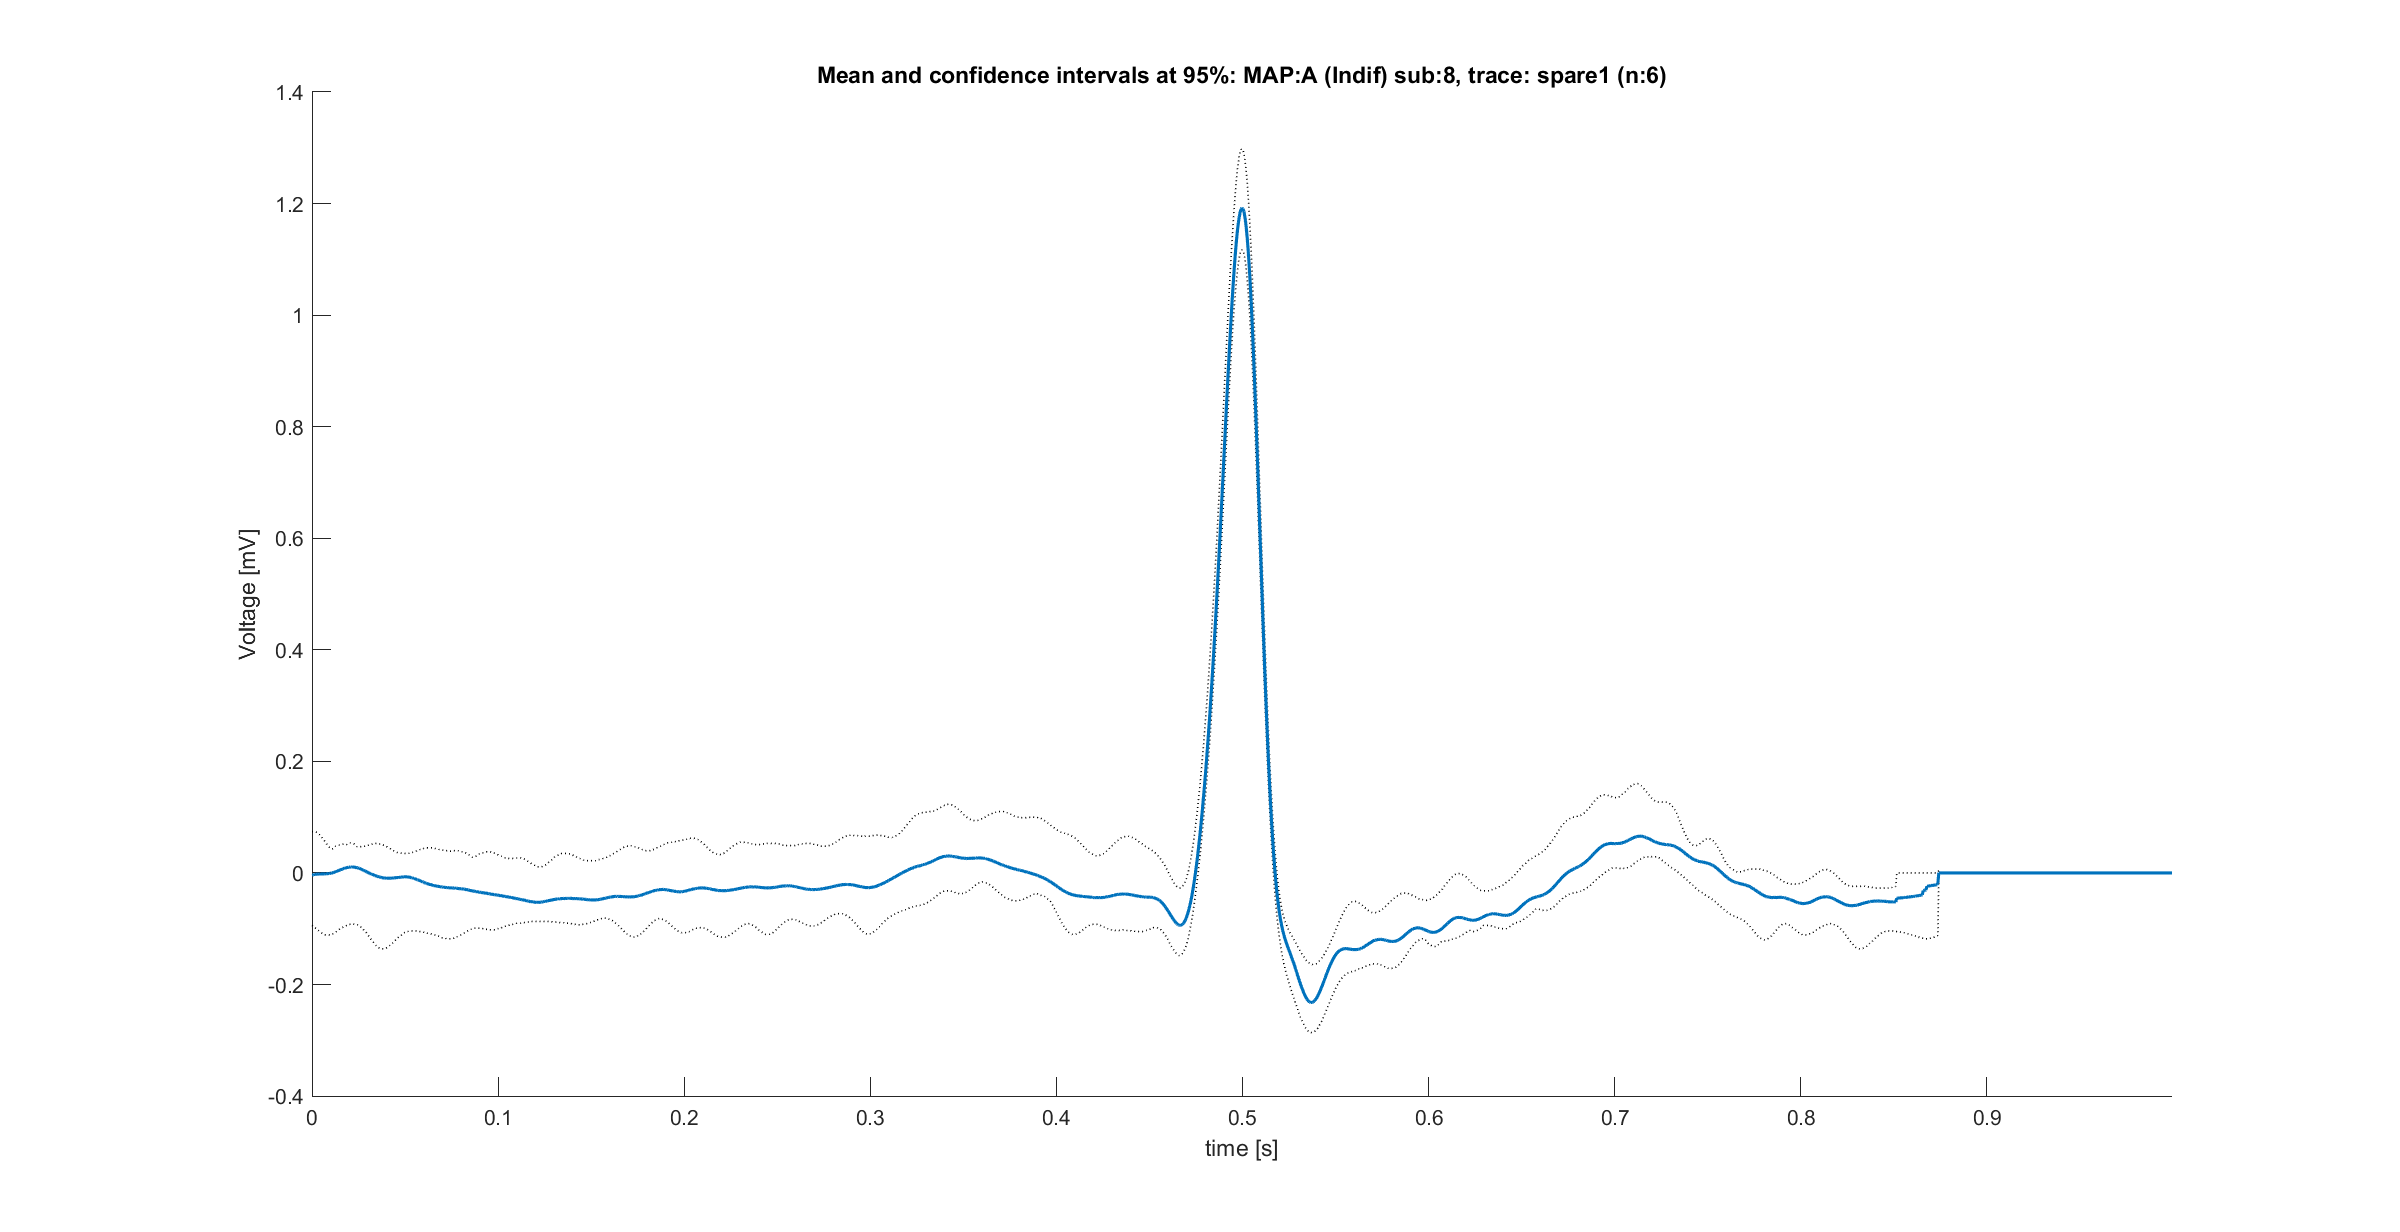 Mean and confidence intervals at 95%: MAP:A (Indif) sub:8, trace: spare1 (n:6)
1.4
1.2
1
0.8
0.6
0.4
0.2
0
-0.2
-0.4
Voltage [mV]
0 0.1 0.2 0.3 0.4 0.5 0.6 0.7 0.8 0.9
time [s]